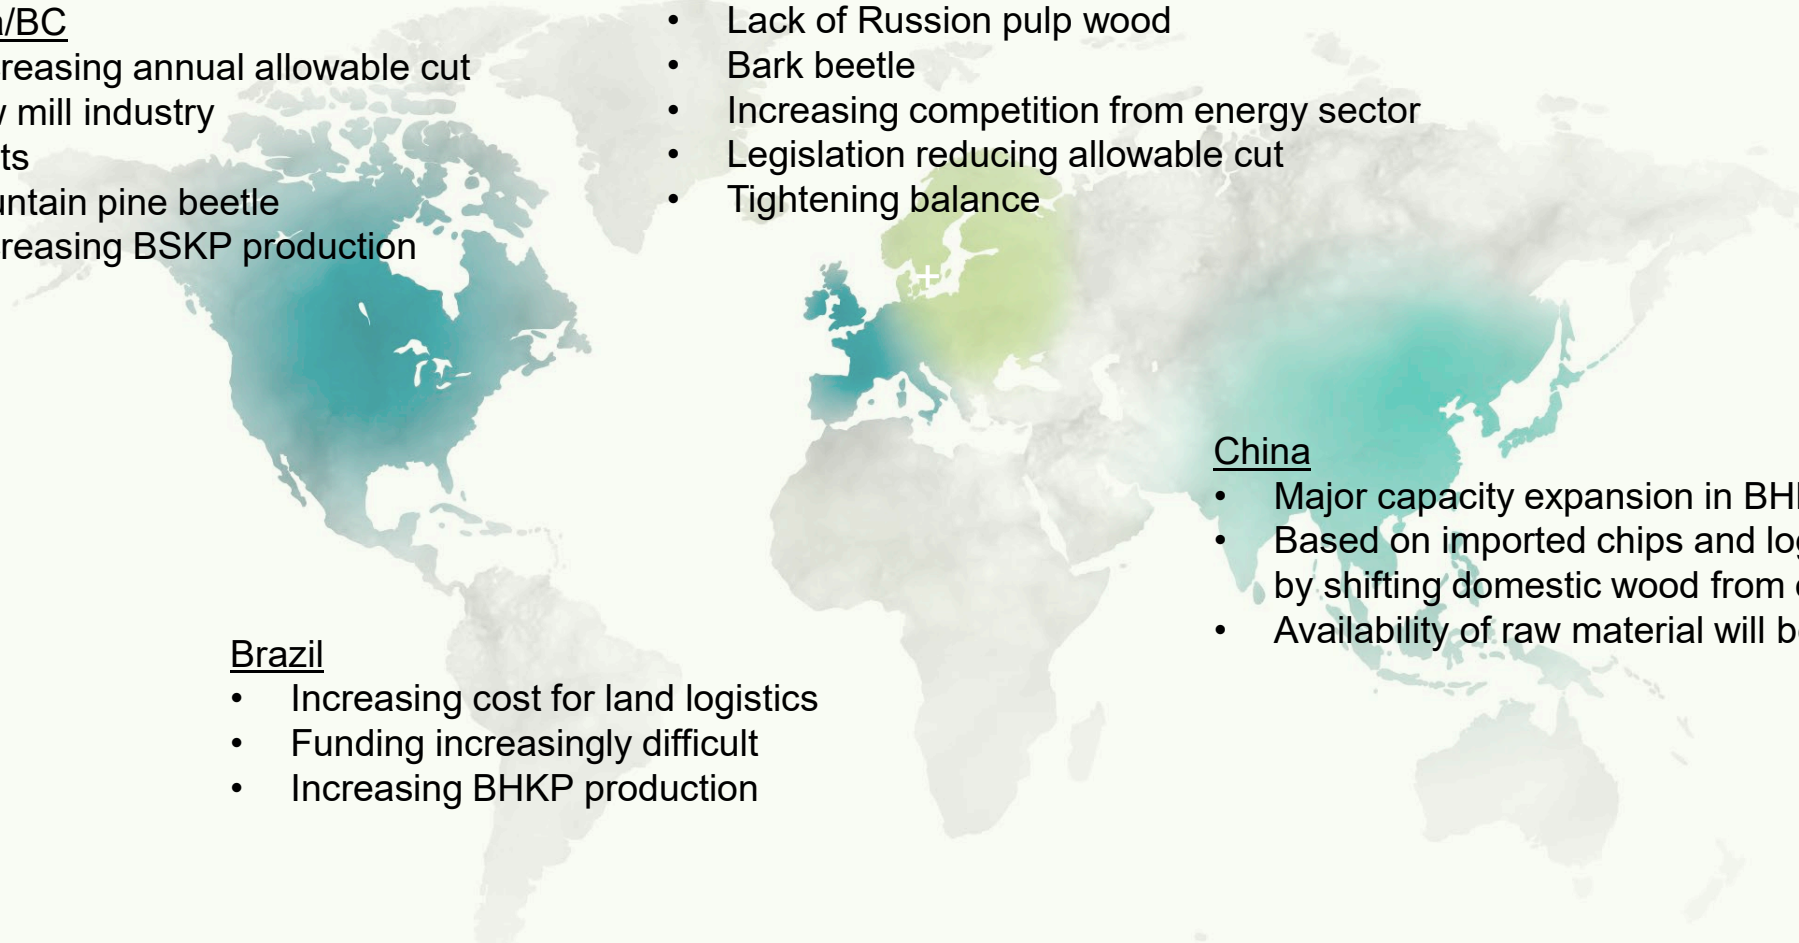 a/BC
reasing annual allowable cut
mill industry
ts
untain pine beetle
reasing BSKP production
• Lack of Russion pulp wood
• Bark beetle
• Increasing competition from energy sector
• Legislation reducing allowable cut
• Tightening balance
China
• Major capacity expansion in BH
• Based on imported chips and log
by shifting domestic wood from
• Availability of raw material will b
Brazil
• Increasing cost for land logistics
• Funding increasingly difficult
• Increasing BHKP production